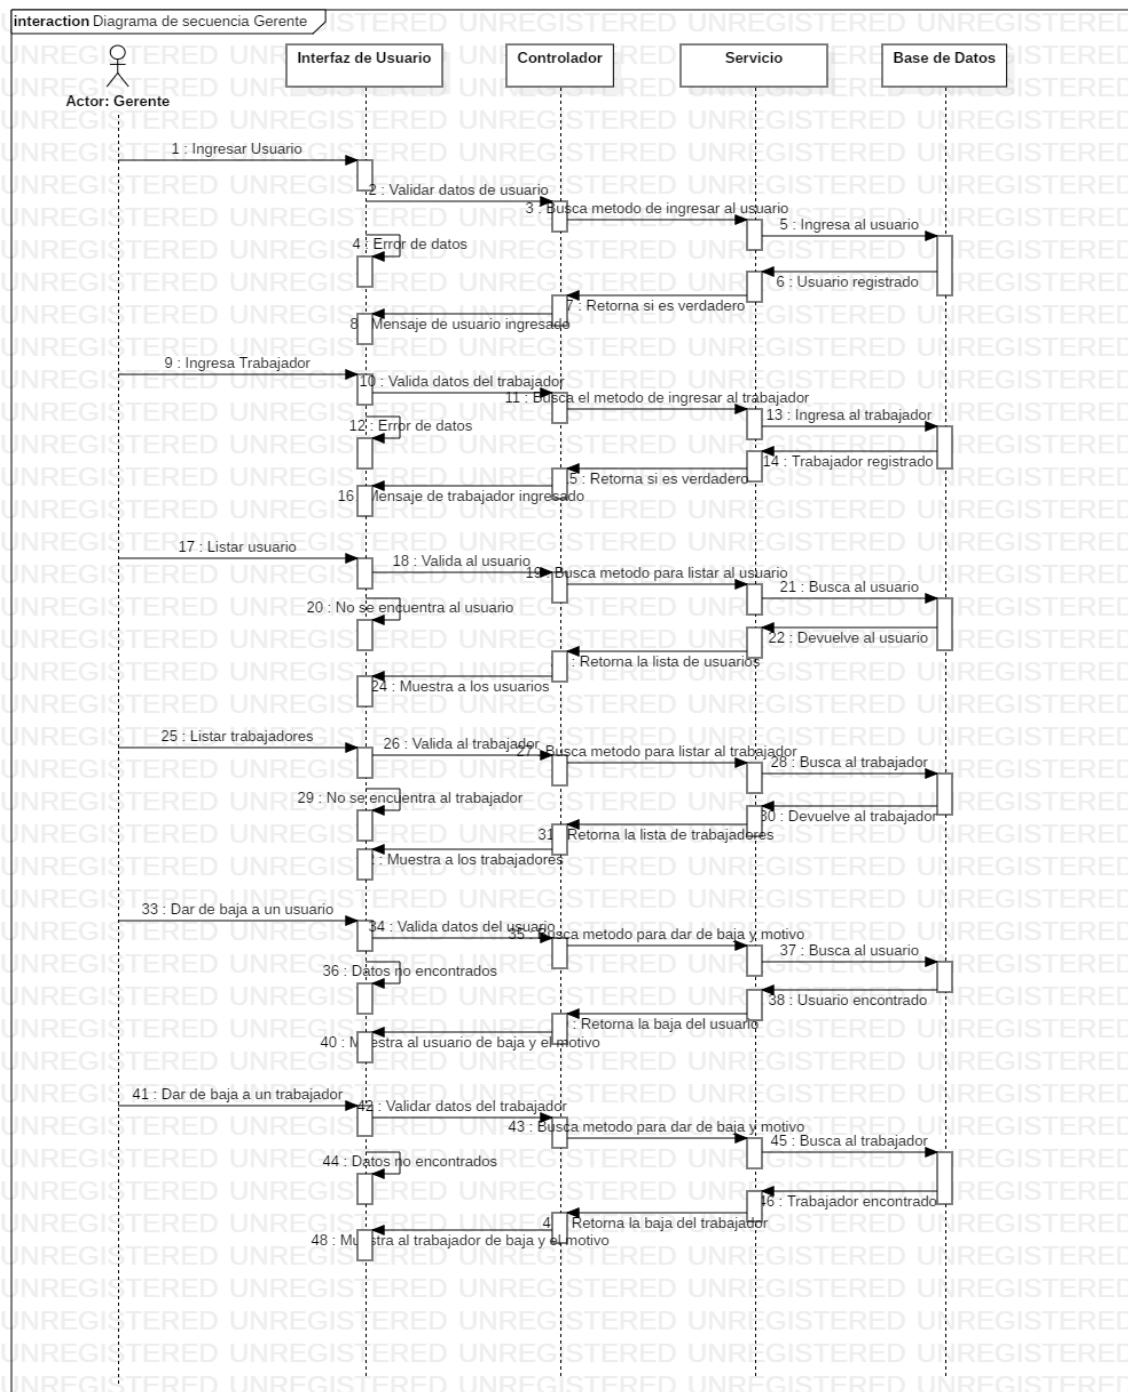 interaction Diagrama de secuencia Gerente
Actor: Gerente
Interfaz de Usuario
Controlador
Servicio
Base de Datos
1 : Ingresar Usuario
2 : Validar datos de usuario
3 : Busca metodo de ingresar al usuario
5 : Ingresa al usuario
4 : Error de datos
6 : Usuario registrado
7 : Retorna si es verdadero
8 Mensaje de usuario ingresado
9 : Ingresa Trabajador
10 : Valida datos del trabajador
11 : Busca el metodo de ingresar al trabajador
13 : Ingresa al trabajador
12 : Error de datos
14 : Trabajador registrado
5 : Retorna si es verdadero
16 Mensaje de trabajador ingresado
17 : Listar usuario
18 : Valida al usuario
19 : Busca metodo para listar al usuario
21 : Busca al usuario
20 : No se encuentra al usuario
22 : Devuelve al usuario
: Retorna la lista de usuarios
24 : Muestra a los usuarios
25 : Listar trabajadores
26 : Valida al trabajador
27 : Busca metodo para listar al trabajador
28 : Busca al trabajador
29 : No se encuentra al trabajador
30 : Devuelve al trabajador
31 Retorna la lista de trabajadores
: Muestra a los trabajadores
33 : Dar de baja a un usuario
34 : Valida datos del usuario
35 : Busca metodo para dar de baja y motivo
37 : Busca al usuario
36 : Datos no encontrados
38 : Usuario encontrado
: Retorna la baja del usuario
40 : Muestra al usuario de baja y el motivo
41 : Dar de baja a un trabajador
42 : Validar datos del trabajador
43 : Busca metodo para dar de baja y motivo
45 : Busca al trabajador
44 : Datos no encontrados
46 : Trabajador encontrado
4 Retorna la baja del trabajador
48 : Muestra al trabajador de baja y el motivo
UNREGISTERED